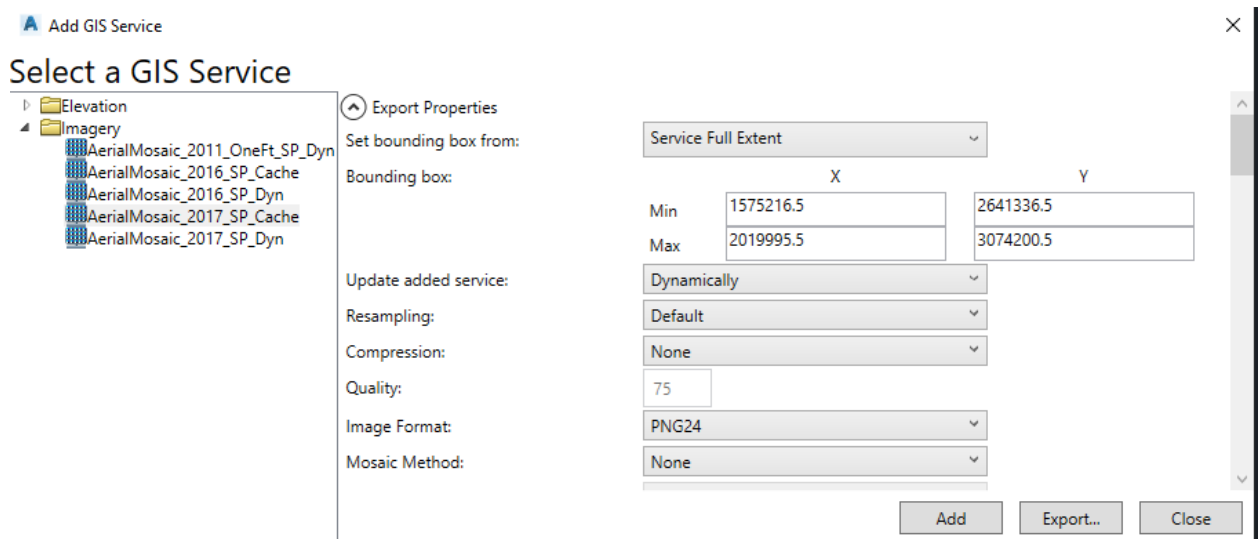 Add GIS Service
Select a GIS Service
Elevation
Imagery
AerialMosaic_2011_OneFt_SP_Dyn
AerialMosaic_2016_SP_Cache
AerialMosaic_2016_SP_Dyn
AerialMosaic_2017_SP_Cache
AerialMosaic_2017_SP_Dyn
Export Properties
Set bounding box from: Service Full Extent
Bounding box: X Y
Min 1575216.5 2641336.5
Max 2019995.5 3074200.5
Update added service: Dynamically
Resampling: Default
Compression: None
Quality: 75
Image Format: PNG24
Mosaic Method: None
Add Export... Close